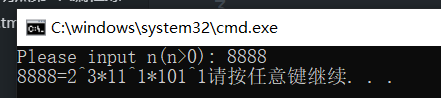 C:\windows\system32\cmd.exe
Please input n(n>0): 8888
8888=2^3*11^1*101^1请按任意键继续. . .